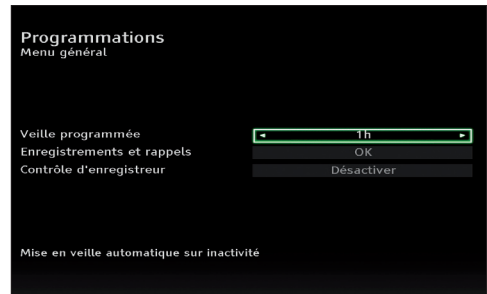 Programmations
Menu général
Veille programmée ◄ 1h ►
Enregistrements et rappels OK
Contrôle d'enregistreur Désactiver
Mise en veille automatique sur inactivité